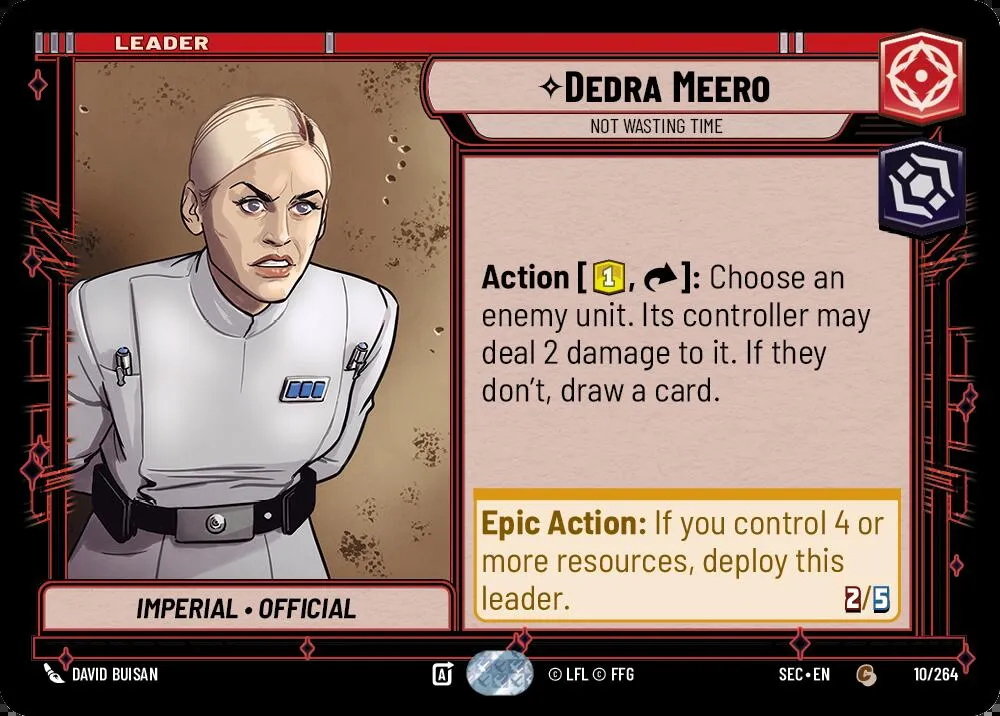 LEADER
DEDRA MEERO
NOT WASTING TIME
Action [1, ]: Choose an
enemy unit. Its controller may
deal 2 damage to it. If they
don't, draw a card.
Epic Action: If you control 4 or
more resources, deploy this
leader.
2/5
IMPERIAL • OFFICIAL
DAVID BUISAN
A
© LFL © FFG
SEC•EN
C
10/264